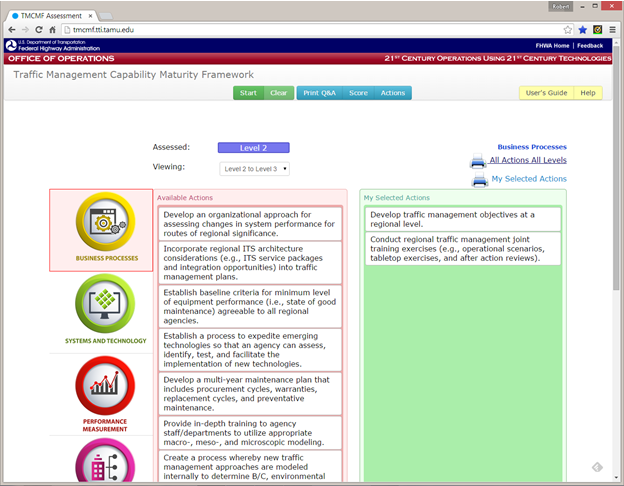 Robert
TMCMF Assessment
tmcmf.tti.tamu.edu
U.S. Department of Transportation
Federal Highway Administration
FHWA Home | Feedback
OFFICE OF OPERATIONS
21ST CENTURY OPERATIONS USING 21ST CENTURY TECHNOLOGIES
Traffic Management Capability Maturity Framework
Start Clear Print Q&A Score Actions User's Guide Help
Assessed: Level 2
Business Processes
All Actions All Levels
Viewing: Level 2 to Level 3
My Selected Actions
Available Actions
Develop an organizational approach for
assessing changes in system performance for
routes of regional significance.
Incorporate regional ITS architecture
considerations (e.g., ITS service packages
and integration opportunities) into traffic
management plans.
Establish baseline criteria for minimum level
of equipment performance (i.e., state of good
maintenance) agreeable to all regional
agencies.
Establish a process to expedite emerging
technologies so that an agency can assess,
identify, test, and facilitate the
implementation of new technologies.
Develop a multi-year maintenance plan that
includes procurement cycles, warranties,
replacement cycles, and preventative
maintenance.
Provide in-depth training to agency
staff/departments to utilize appropriate
macro-, meso-, and microscopic modeling.
Create a process whereby new traffic
management approaches are modeled
internally to determine B/C, environmental
My Selected Actions
Develop traffic management objectives at a
regional level.
Conduct regional traffic management joint
training exercises (e.g., operational scenarios,
tabletop exercises, and after action reviews).
BUSINESS PROCESSES
SYSTEMS AND TECHNOLOGY
PERFORMANCE
MEASUREMENT